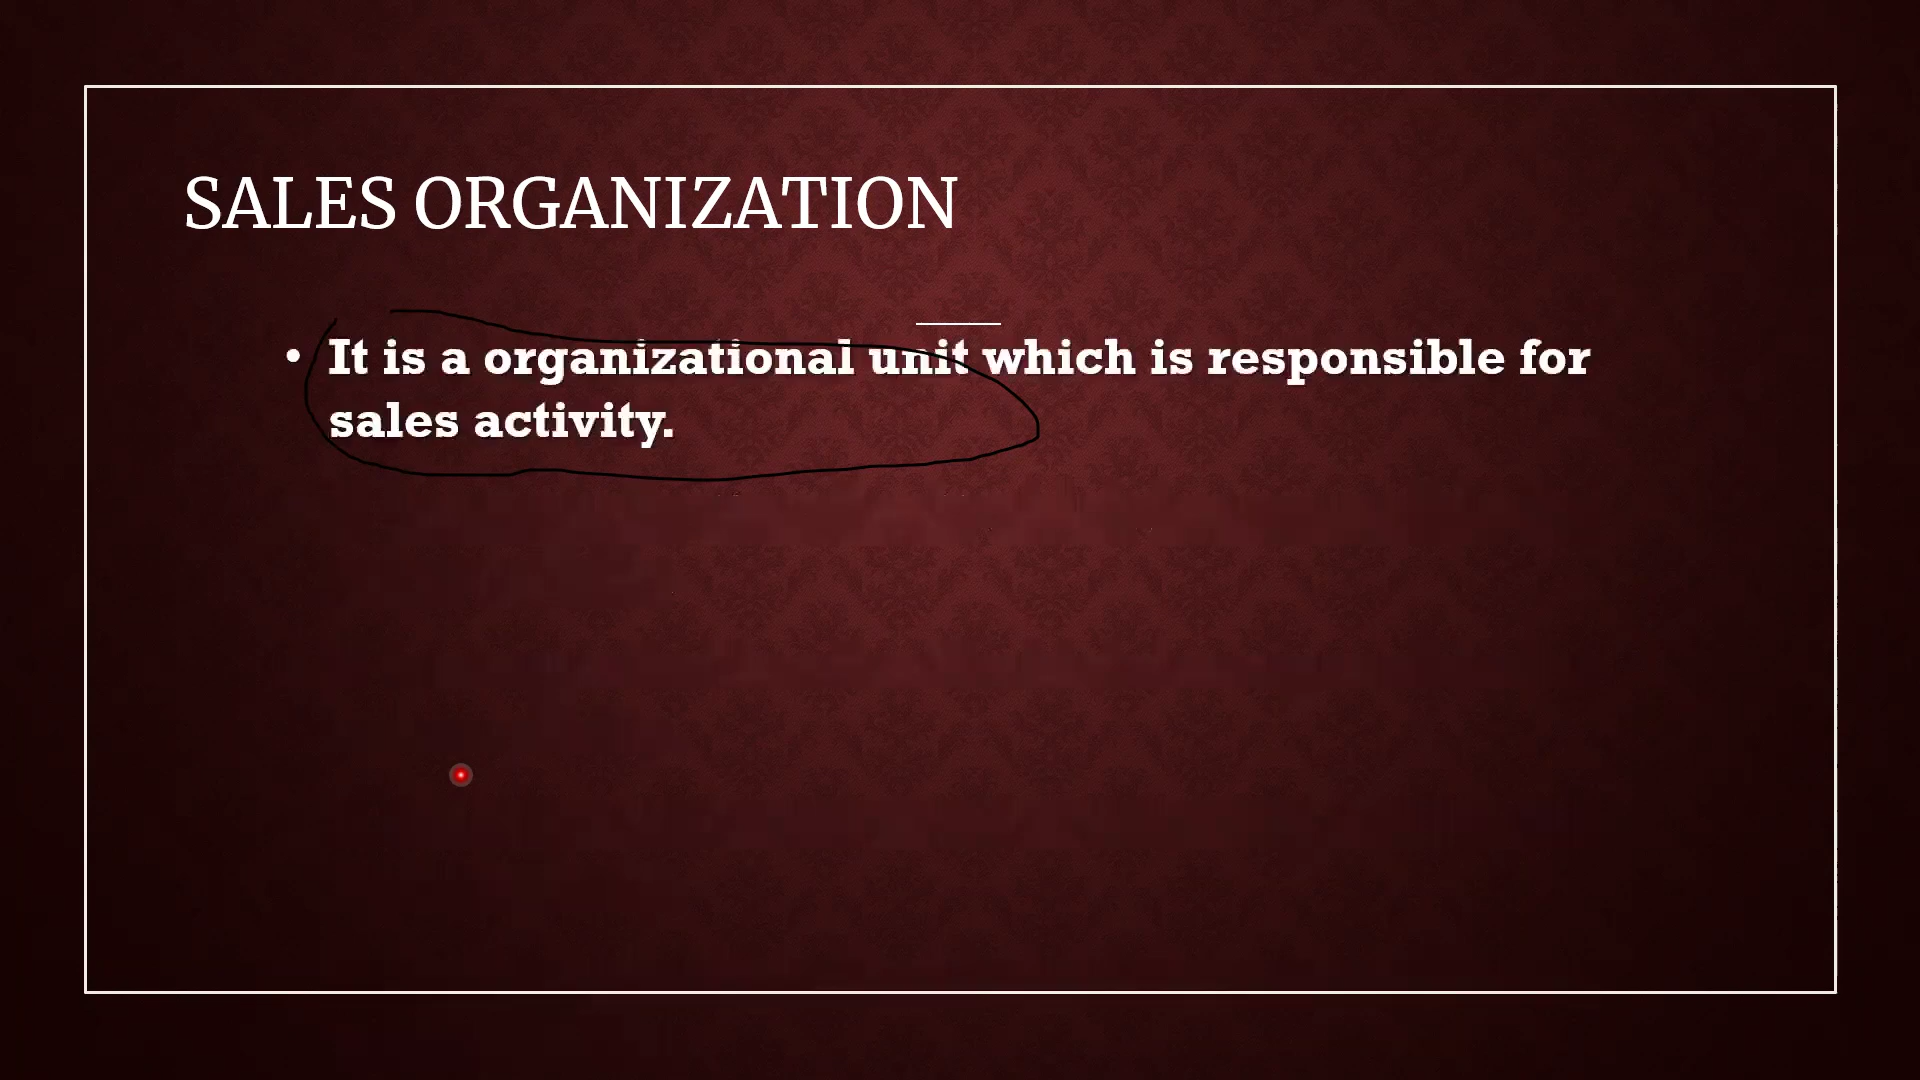 SALES ORGANIZATION
• It is a organizational unit which is responsible for
sales activity.